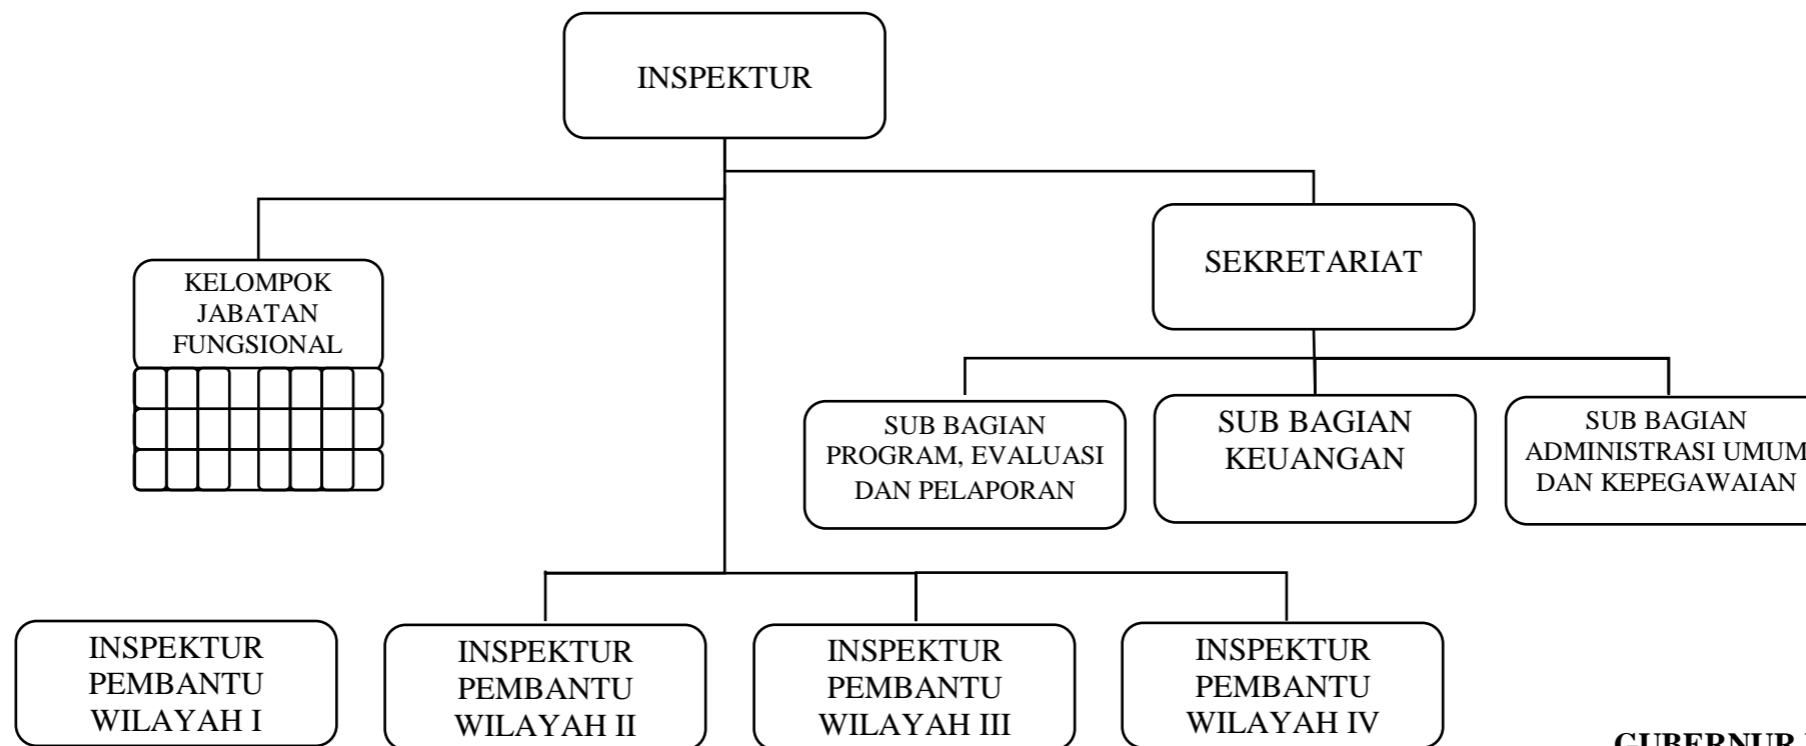 INSPEKTUR
SEKRETARIAT
KELOMPOK
JABATAN
FUNGSIONAL
SUB BAGIAN
PROGRAM, EVALUASI
DAN PELAPORAN
SUB BAGIAN
KEUANGAN
SUB BAGIAN
ADMINISTRASI UMUM
DAN KEPEGAWAIAN
INSPEKTUR
PEMBANTU
WILAYAH I
INSPEKTUR
PEMBANTU
WILAYAH II
INSPEKTUR
PEMBANTU
WILAYAH III
INSPEKTUR
PEMBANTU
WILAYAH IV
GUBERNUR